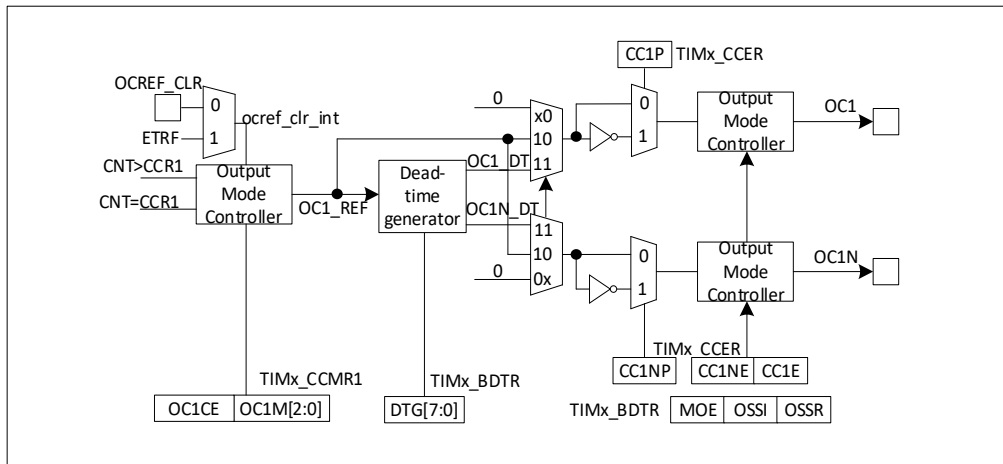 CC1P TIMx_CCER
OCREF_CLR
0
ocref_clr_int
ETRF
1
0
x0
10
11
0
1
Output
Mode
Controller
OC1
CNT>CCR1
CNT=CCR1
Output
Mode
Controller
OC1_REF
Dead-
time
generator
OC1_DT
OC1N_DT
11
10
0x
0
0
1
Output
Mode
Controller
OC1N
TIMx_CCER
CC1NP
CC1NE CC1E
TIMx_CCMR1
TIMx_BDTR
OC1CE OC1M[2:0]
DTG[7:0]
TIMx_BDTR MOE OSSI OSSR